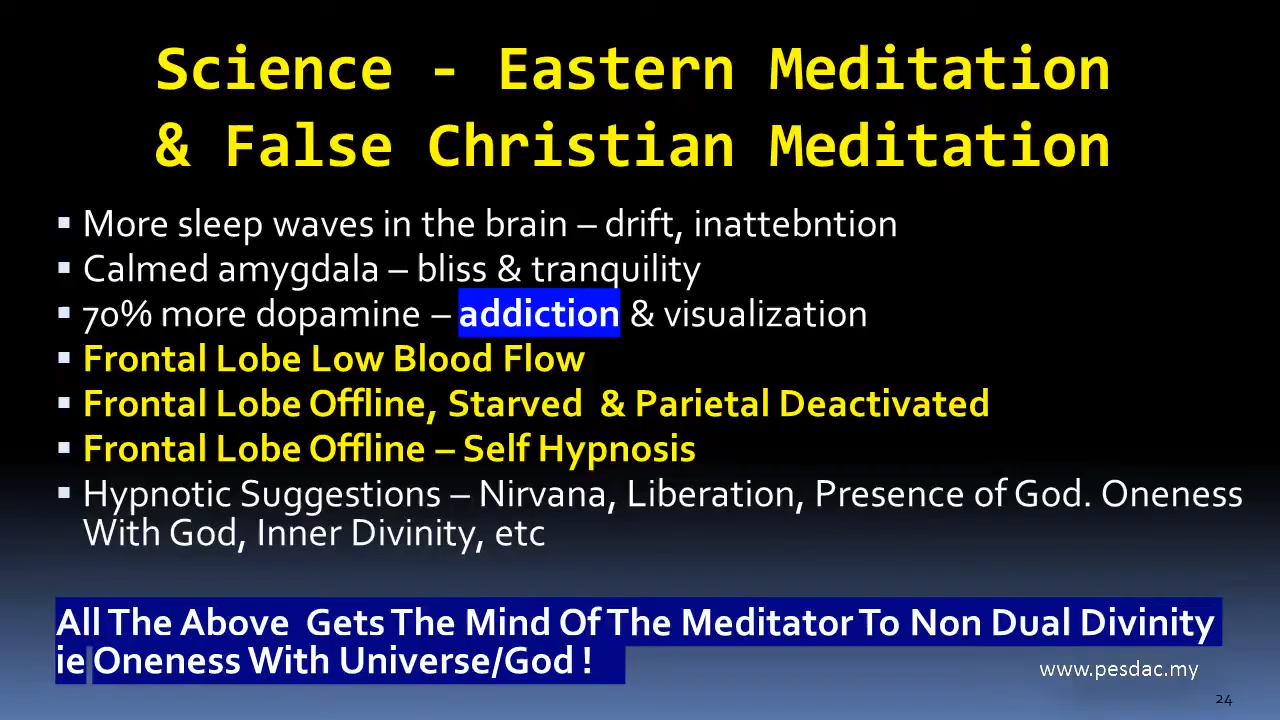 Science - Eastern Meditation
& False Christian Meditation
▪ More sleep waves in the brain – drift, inattebntion
▪ Calmed amygdala – bliss & tranquility
▪ 70% more dopamine – addiction & visualization
▪ Frontal Lobe Low Blood Flow
▪ Frontal Lobe Offline, Starved & Parietal Deactivated
▪ Frontal Lobe Offline – Self Hypnosis
▪ Hypnotic Suggestions – Nirvana, Liberation, Presence of God. Oneness
With God, Inner Divinity, etc
All The Above Gets The Mind Of The Meditator To Non Dual Divinity
ie Oneness With Universe/God !
www.pesdac.my
24